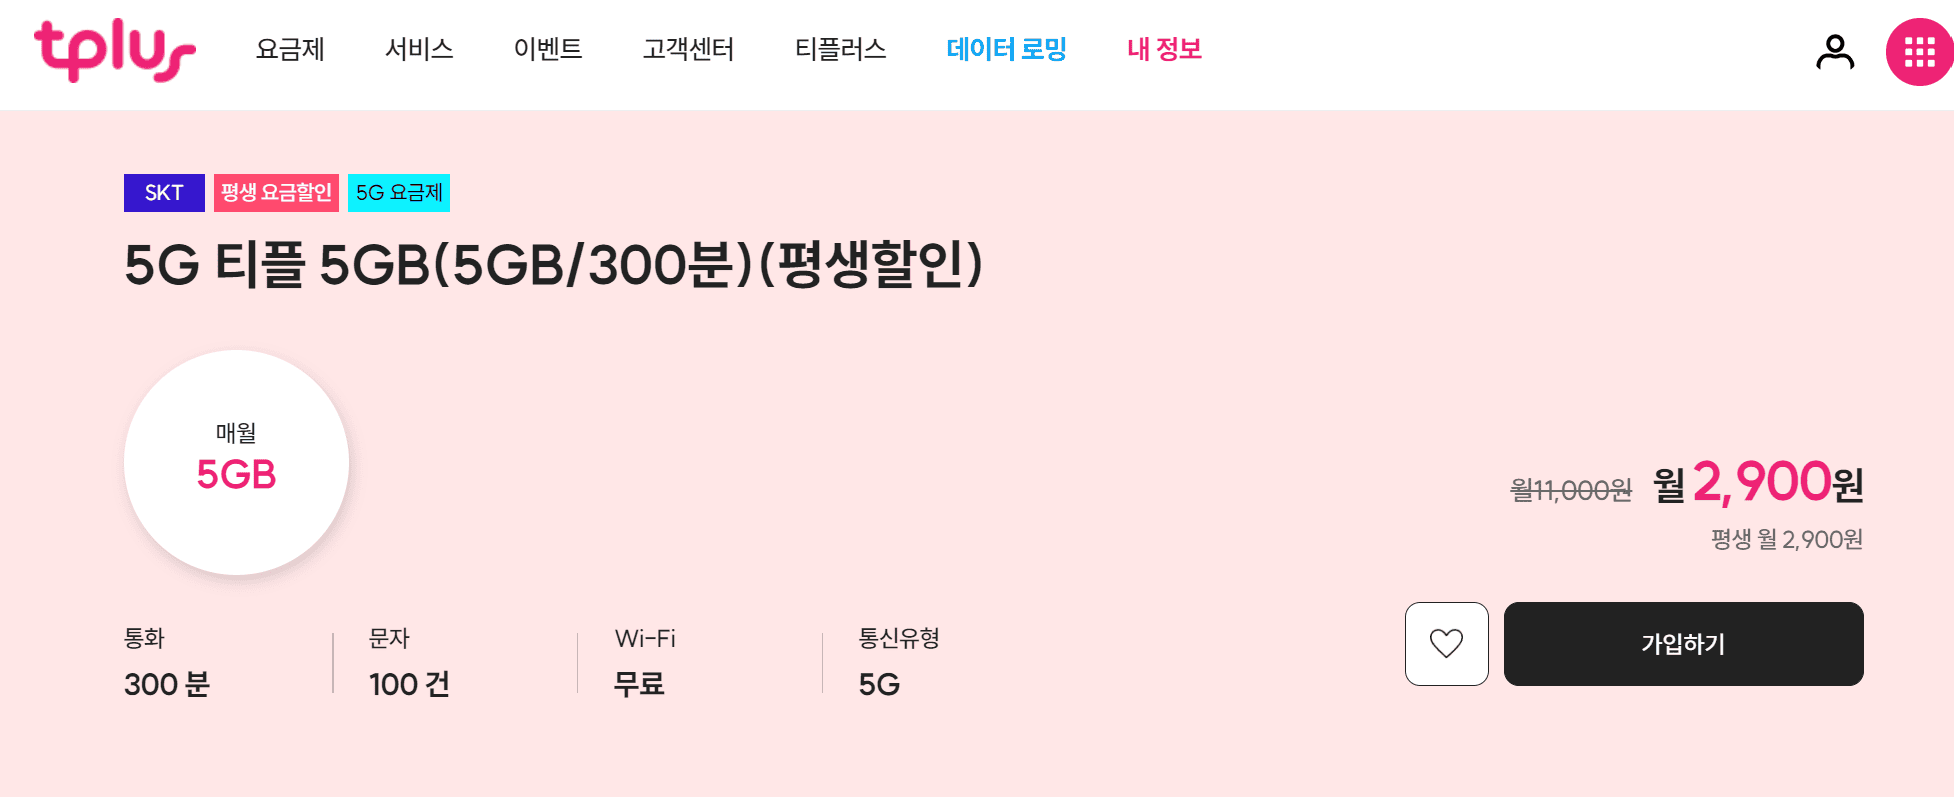 tplus 요금제 서비스 이벤트 고객센터 티플러스 데이터 로밍 내 정보
SKT 평생 요금할인 5G 요금제
5G 티플 5GB(5GB/300분)(평생할인)
매월
5GB
월11,000원 월 2,900원
평생 월 2,900원
통화 문자 Wi-Fi 통신유형
300 분 100 건 무료 5G
가입하기